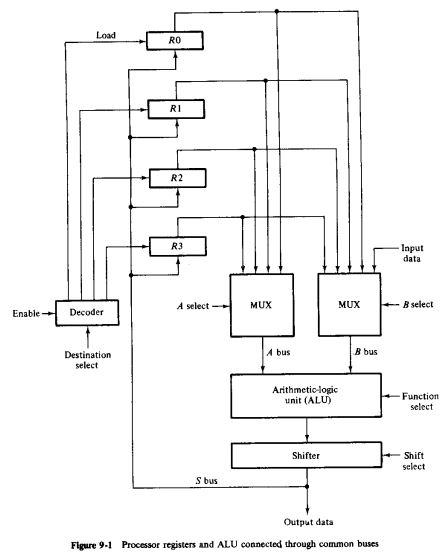 Load
R0
R1
R2
R3
Input
data
Enable
Decoder
A select
MUX
MUX
B select
Destination
select
A bus
B bus
Arithmetic-logic
unit (ALU)
Function
select
Shifter
Shift
select
S bus
Output data
Figure 9-1 Processor registers and ALU connected through common buses